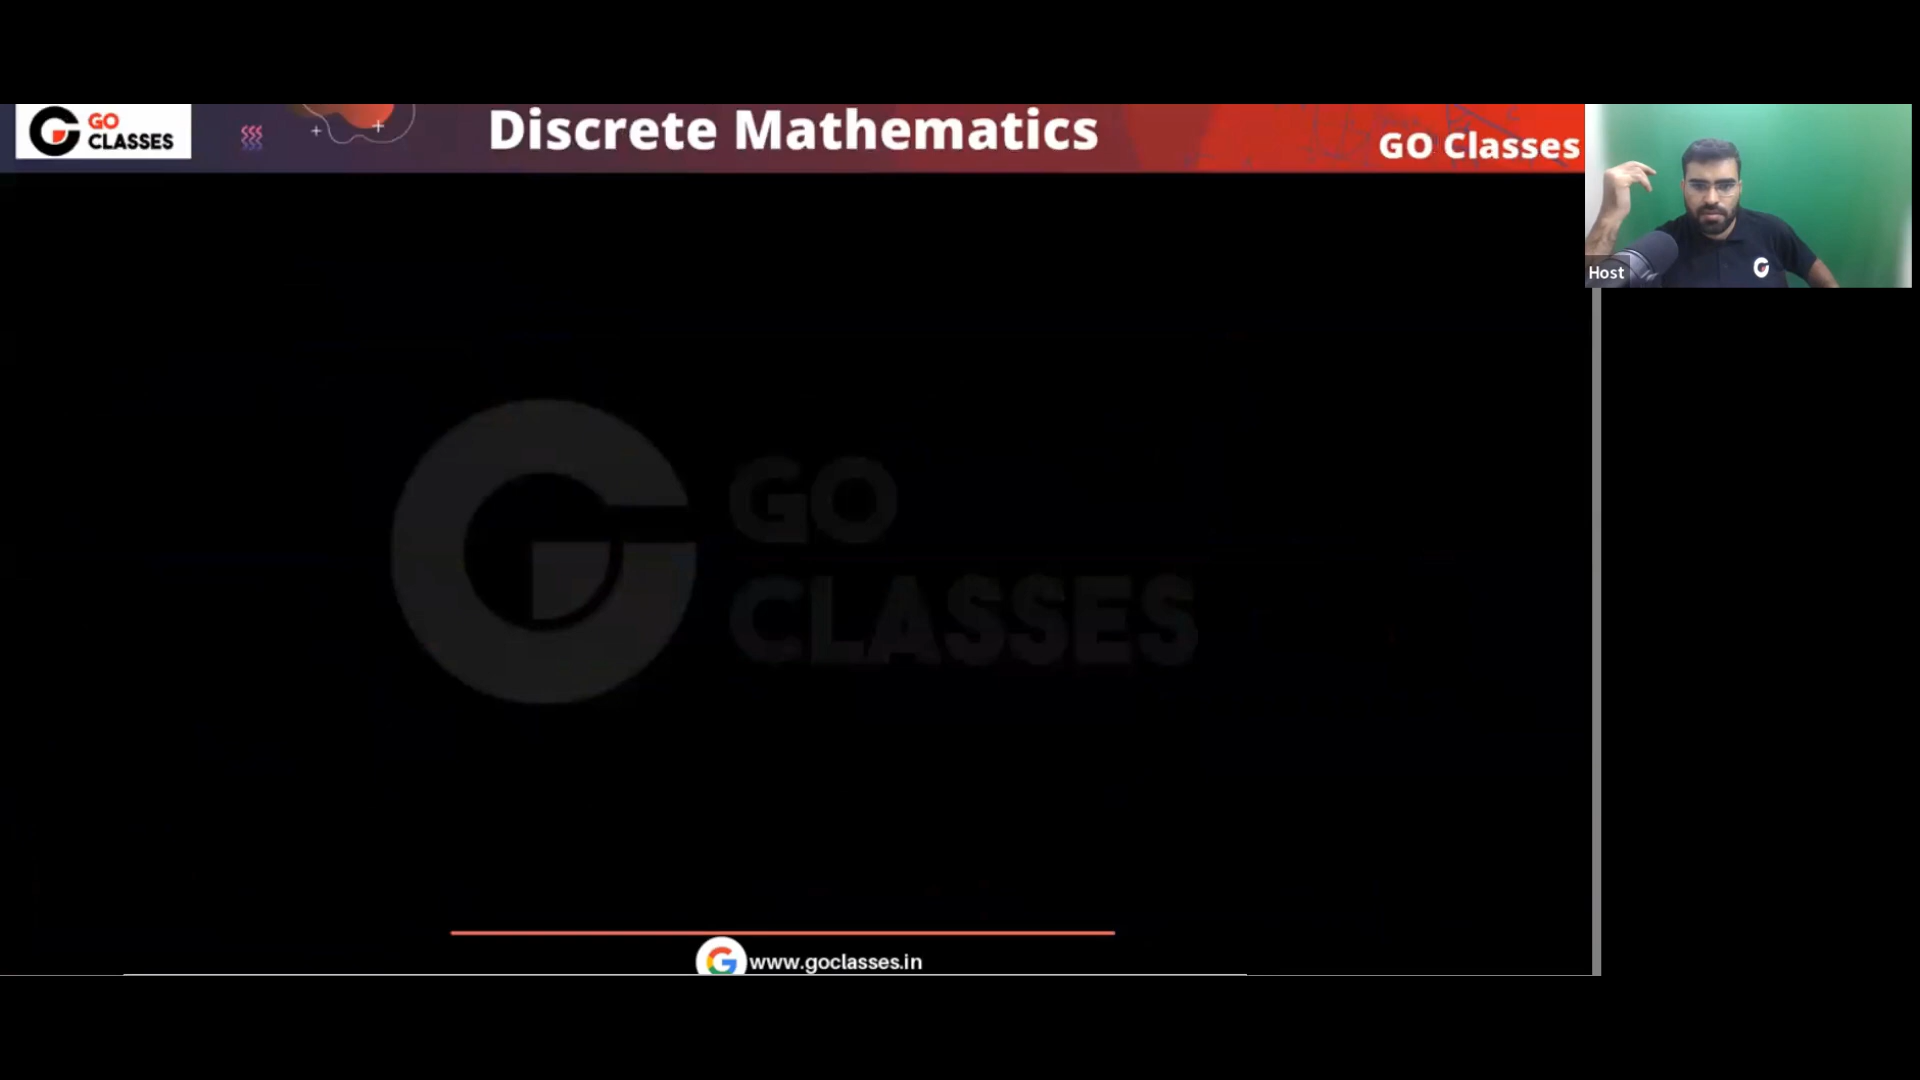 GO
CLASSES
Discrete Mathematics
GO Classes
Host
GO
CLASSES
www.goclasses.in